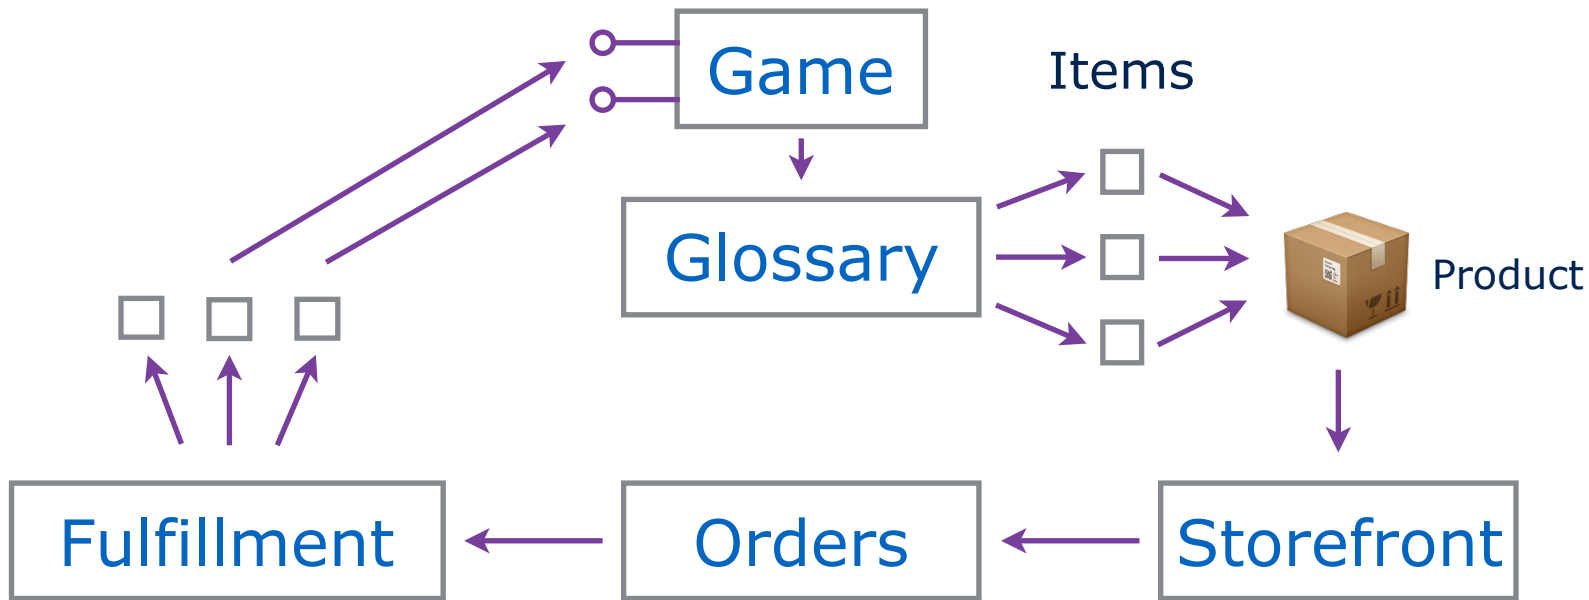 Game
Items
Glossary
Product
Fulfillment
Orders
Storefront